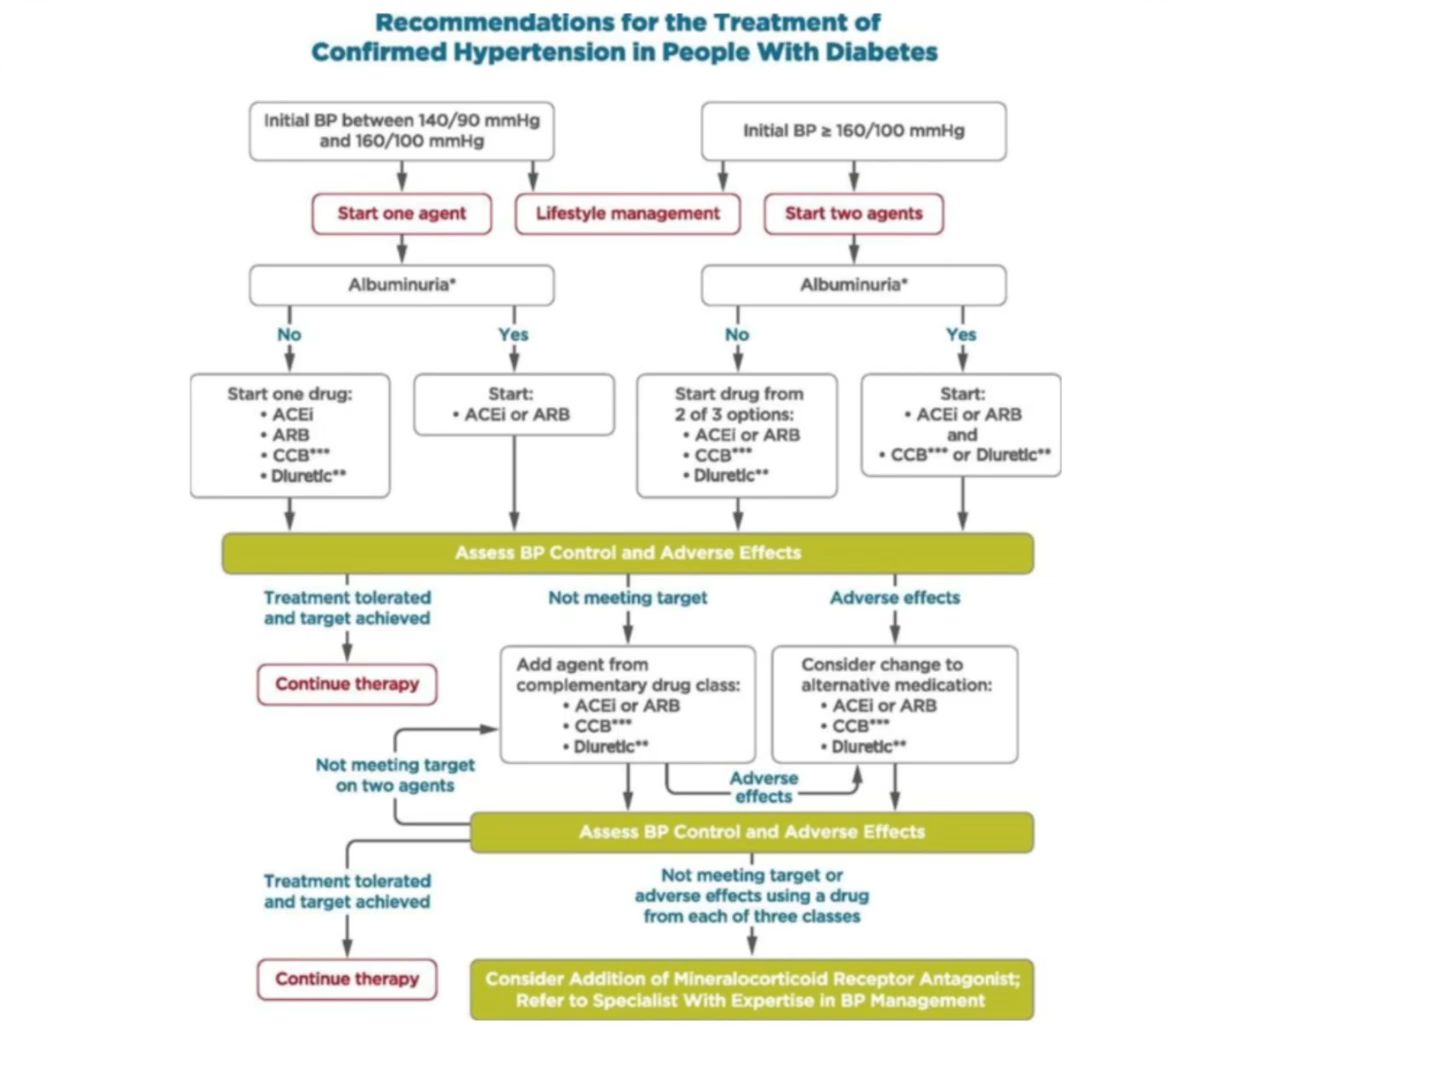 Recommendations for the Treatment of
Confirmed Hypertension in People With Diabetes
Initial BP between 140/90 mmHg
and 160/100 mmHg
Initial BP ≥ 160/100 mmHg
Start one agent
Lifestyle management
Start two agents
Albuminuria*
Albuminuria*
No
Yes
No
Yes
Start one drug:
• ACEi
• ARB
• CCB***
• Diuretic**
Start:
• ACEi or ARB
Start drug from
2 of 3 options:
• ACEi or ARB
• CCB***
• Diuretic**
Start:
• ACEi or ARB
and
• CCB*** or Diuretic**
Assess BP Control and Adverse Effects
Treatment tolerated
and target achieved
Not meeting target
Adverse effects
Continue therapy
Add agent from
complementary drug class:
• ACEi or ARB
• CCB***
• Diuretic**
Consider change to
alternative medication:
• ACEi or ARB
• CCB***
• Diuretic**
Not meeting target
on two agents
Adverse
effects
Assess BP Control and Adverse Effects
Treatment tolerated
and target achieved
Not meeting target or
adverse effects using a drug
from each of three classes
Continue therapy
Consider Addition of Mineralocorticoid Receptor Antagonist;
Refer to Specialist With Expertise in BP Management